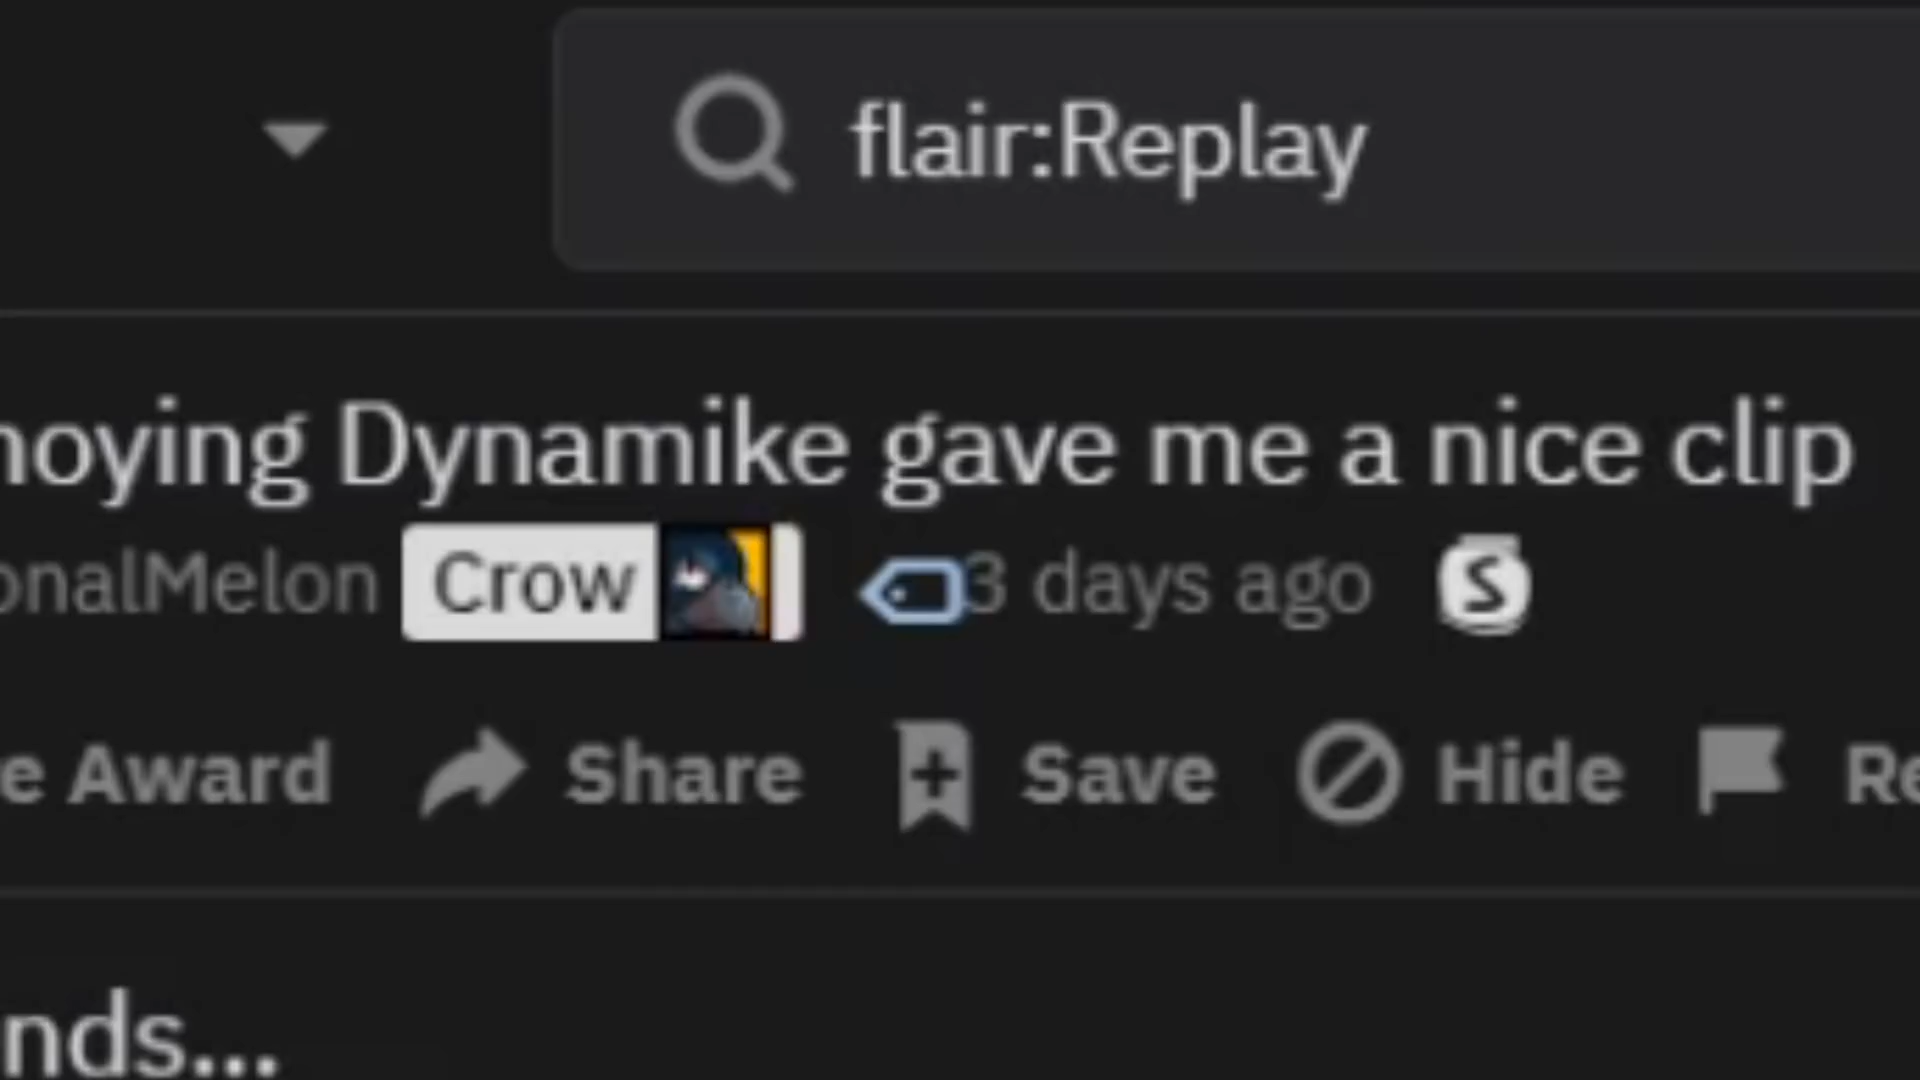 flair:Replay
noying Dynamike gave me a nice clip
onalMelon Crow 3 days ago S
e Award Share Save Hide Re
nds...